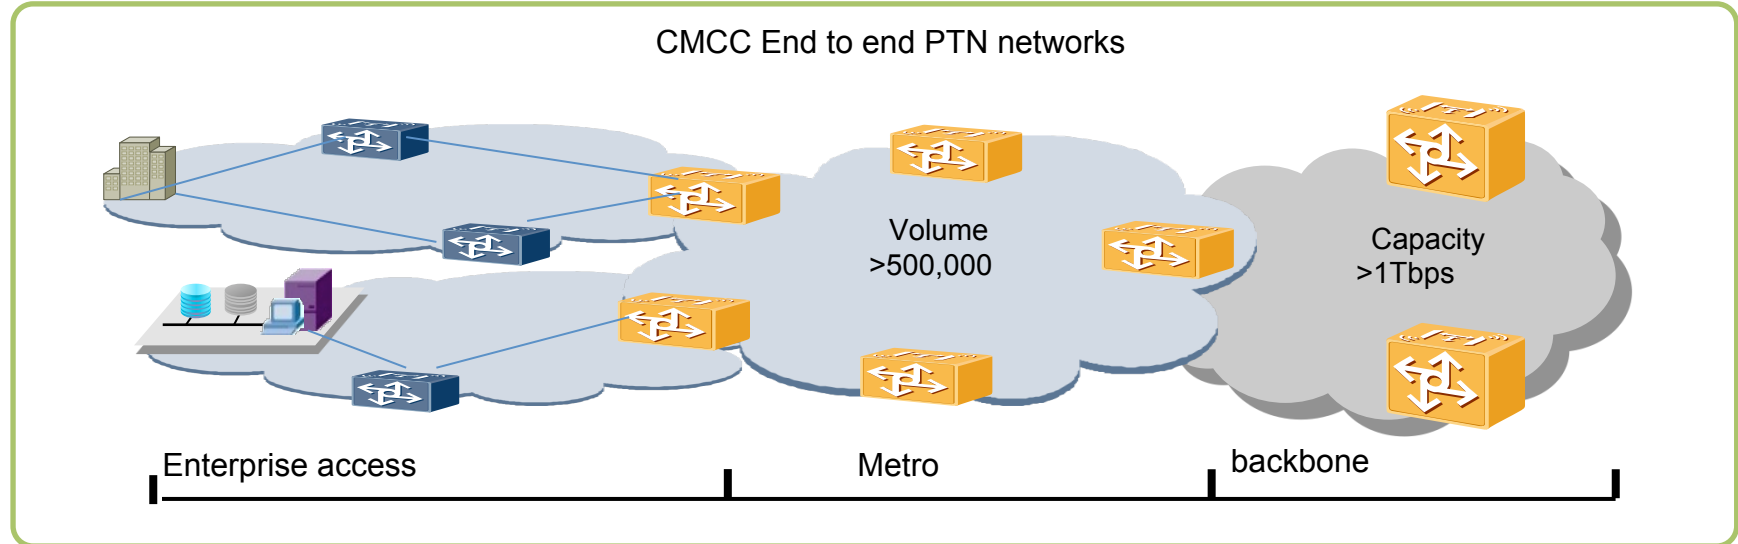 CMCC End to end PTN networks
Volume
>500,000
Capacity
>1Tbps
Enterprise access
Metro
backbone